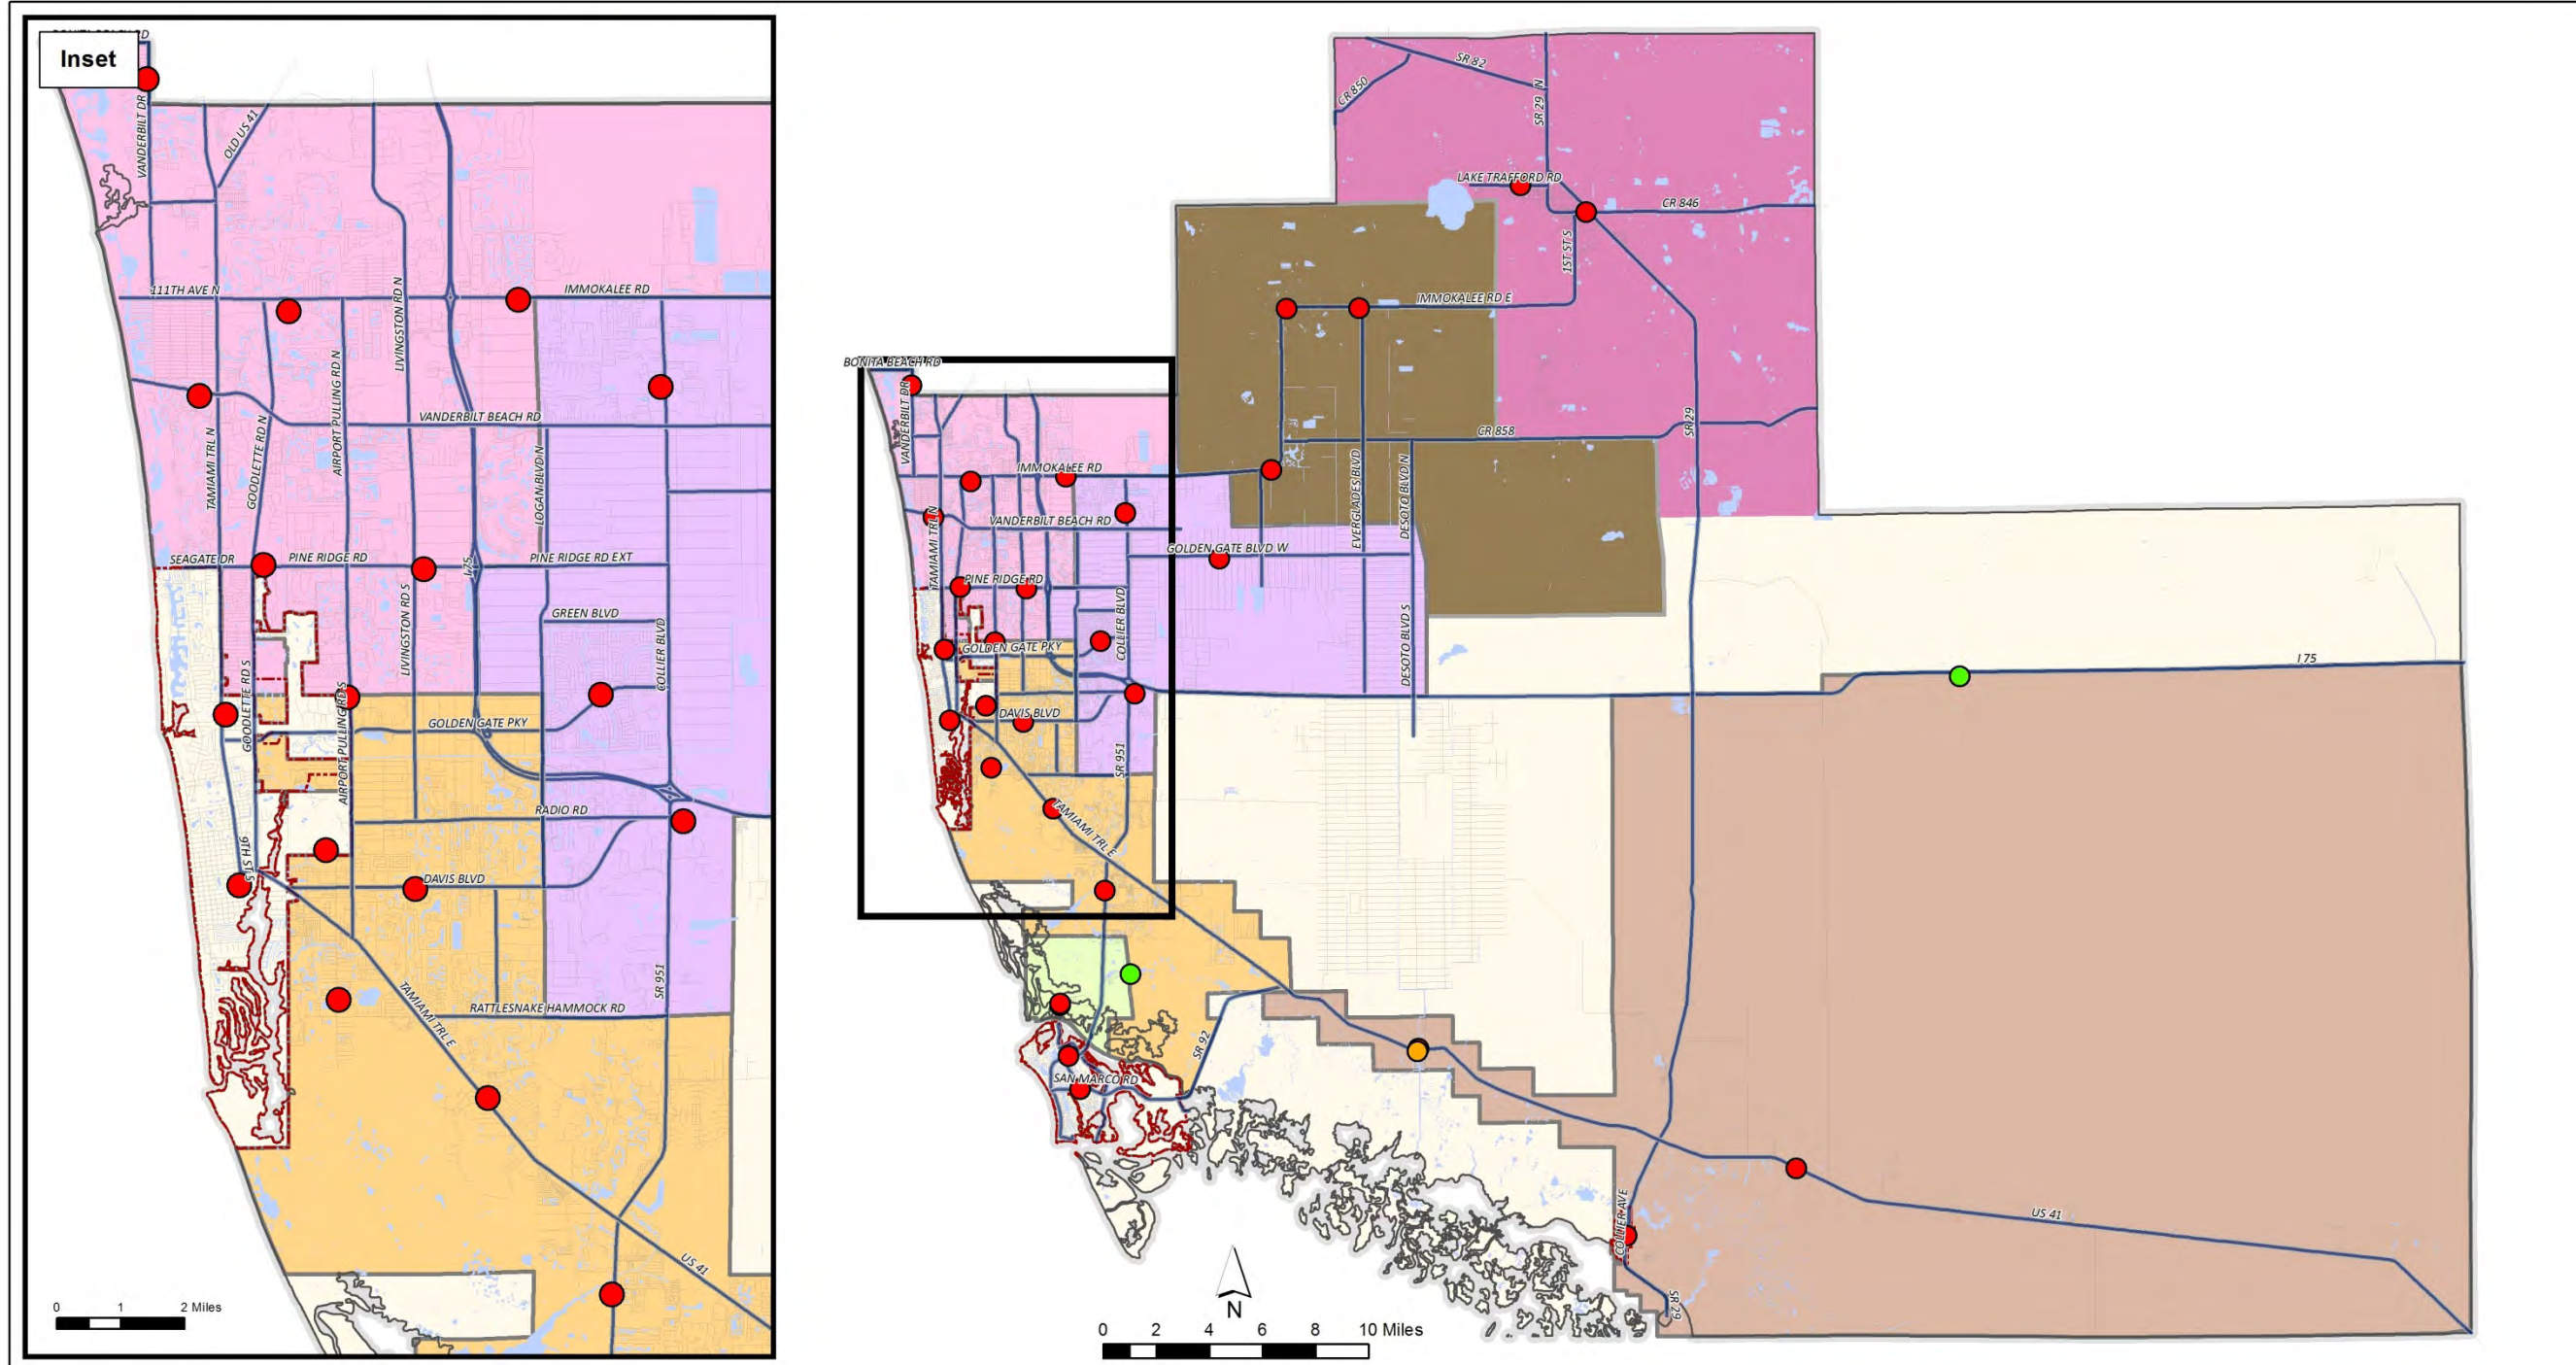 Inset
VANDERBILT DR
OLD US 41
111TH AVE N
IMMOKALEE RD
LIVINGSTON RD N
AIRPORT PULLING RD N
VANDERBILT BEACH RD
TAMIAMI TRL N
GOODLETTE RD N
LOGAN BLVD N
SEAGATE DR
PINE RIDGE RD
I 75
PINE RIDGE RD EXT
GREEN BLVD
LIVINGSTON RD S
COLLIER BLVD
GOODLETTE RD S
AIRPORT PULLING RD S
GOLDEN GATE PKY
RADIO RD
9TH ST S
DAVIS BLVD
TAMIAMI TRL E
RATTLESNAKE HAMMOCK RD
SR 951
US 41
0 1 2 Miles
SR 82
CR 850
SR 29 N
LAKE TRAFFORD RD
CR 846
1ST ST S
IMMOKALEE RD E
BONITA BEACH RD
VANDERBILT DR
CR 858
SR 29
IMMOKALEE RD
EVERGLADES BLVD
DESOTO BLVD N
VANDERBILT BEACH RD
TAMIAMI TRL N
GOLDEN GATE BLVD W
PINE RIDGE RD
COLLIER BLVD
DESOTO BLVD S
GOLDEN GATE PKY
I 75
DAVIS BLVD
SR 951
TAMIAMI TRL E
SR 92
SAN MARCO RD
COLLIER AVE
US 41
SR 29
N
0 2 4 6 8 10 Miles